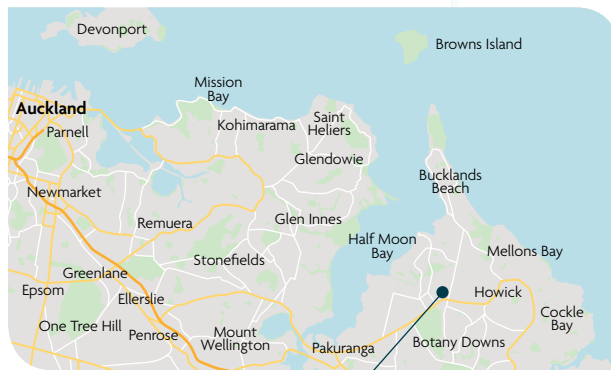 Devonport
Browns Island
Mission
Bay
Auckland
Kohimarama
Saint
Heliers
Parnell
Glendowie
Bucklands
Beach
Newmarket
Remuera
Glen Innes
Half Moon
Bay
Mellons Bay
Stonefields
Greenlane
Epsom
Ellerslie
Howick
One Tree Hill
Penrose
Mount
Wellington
Pakuranga
Botany Downs
Cockle
Bay